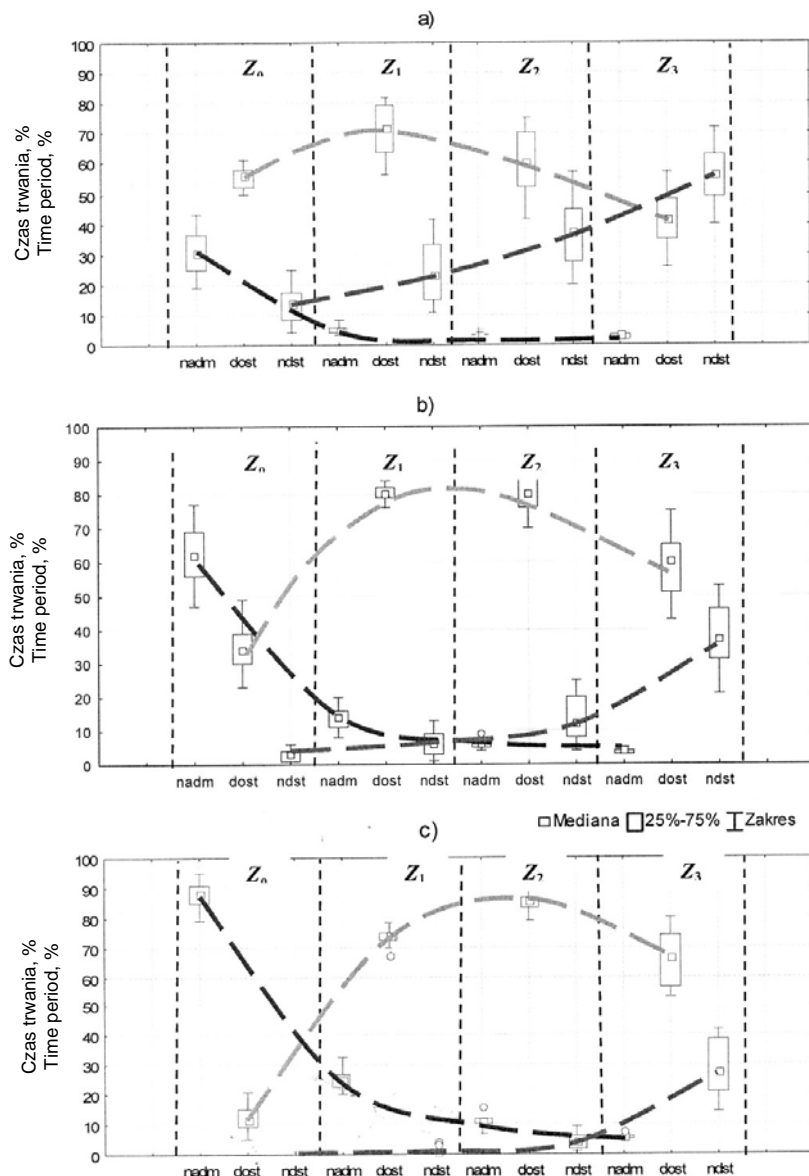 a)
Czas trwania, %
Time period, %
100
90
80
70
60
50
40
30
20
10
0
Z₀ Z₁ Z₂ Z₃
nadm dost ndst nadm dost ndst nadm dost ndst nadm dost ndst
b)
Czas trwania, %
Time period, %
100
90
80
70
60
50
40
30
20
10
0
Z₀ Z₁ Z₂ Z₃
nadm dost ndst nadm dost ndst nadm dost ndst nadm dost ndst
Mediana 25%-75% Zakres
c)
Czas trwania, %
Time period, %
100
90
80
70
60
50
40
30
20
10
0
Z₀ Z₁ Z₂ Z₃
nadm dost ndst nadm dost ndst nadm dost ndst nadm dost ndst